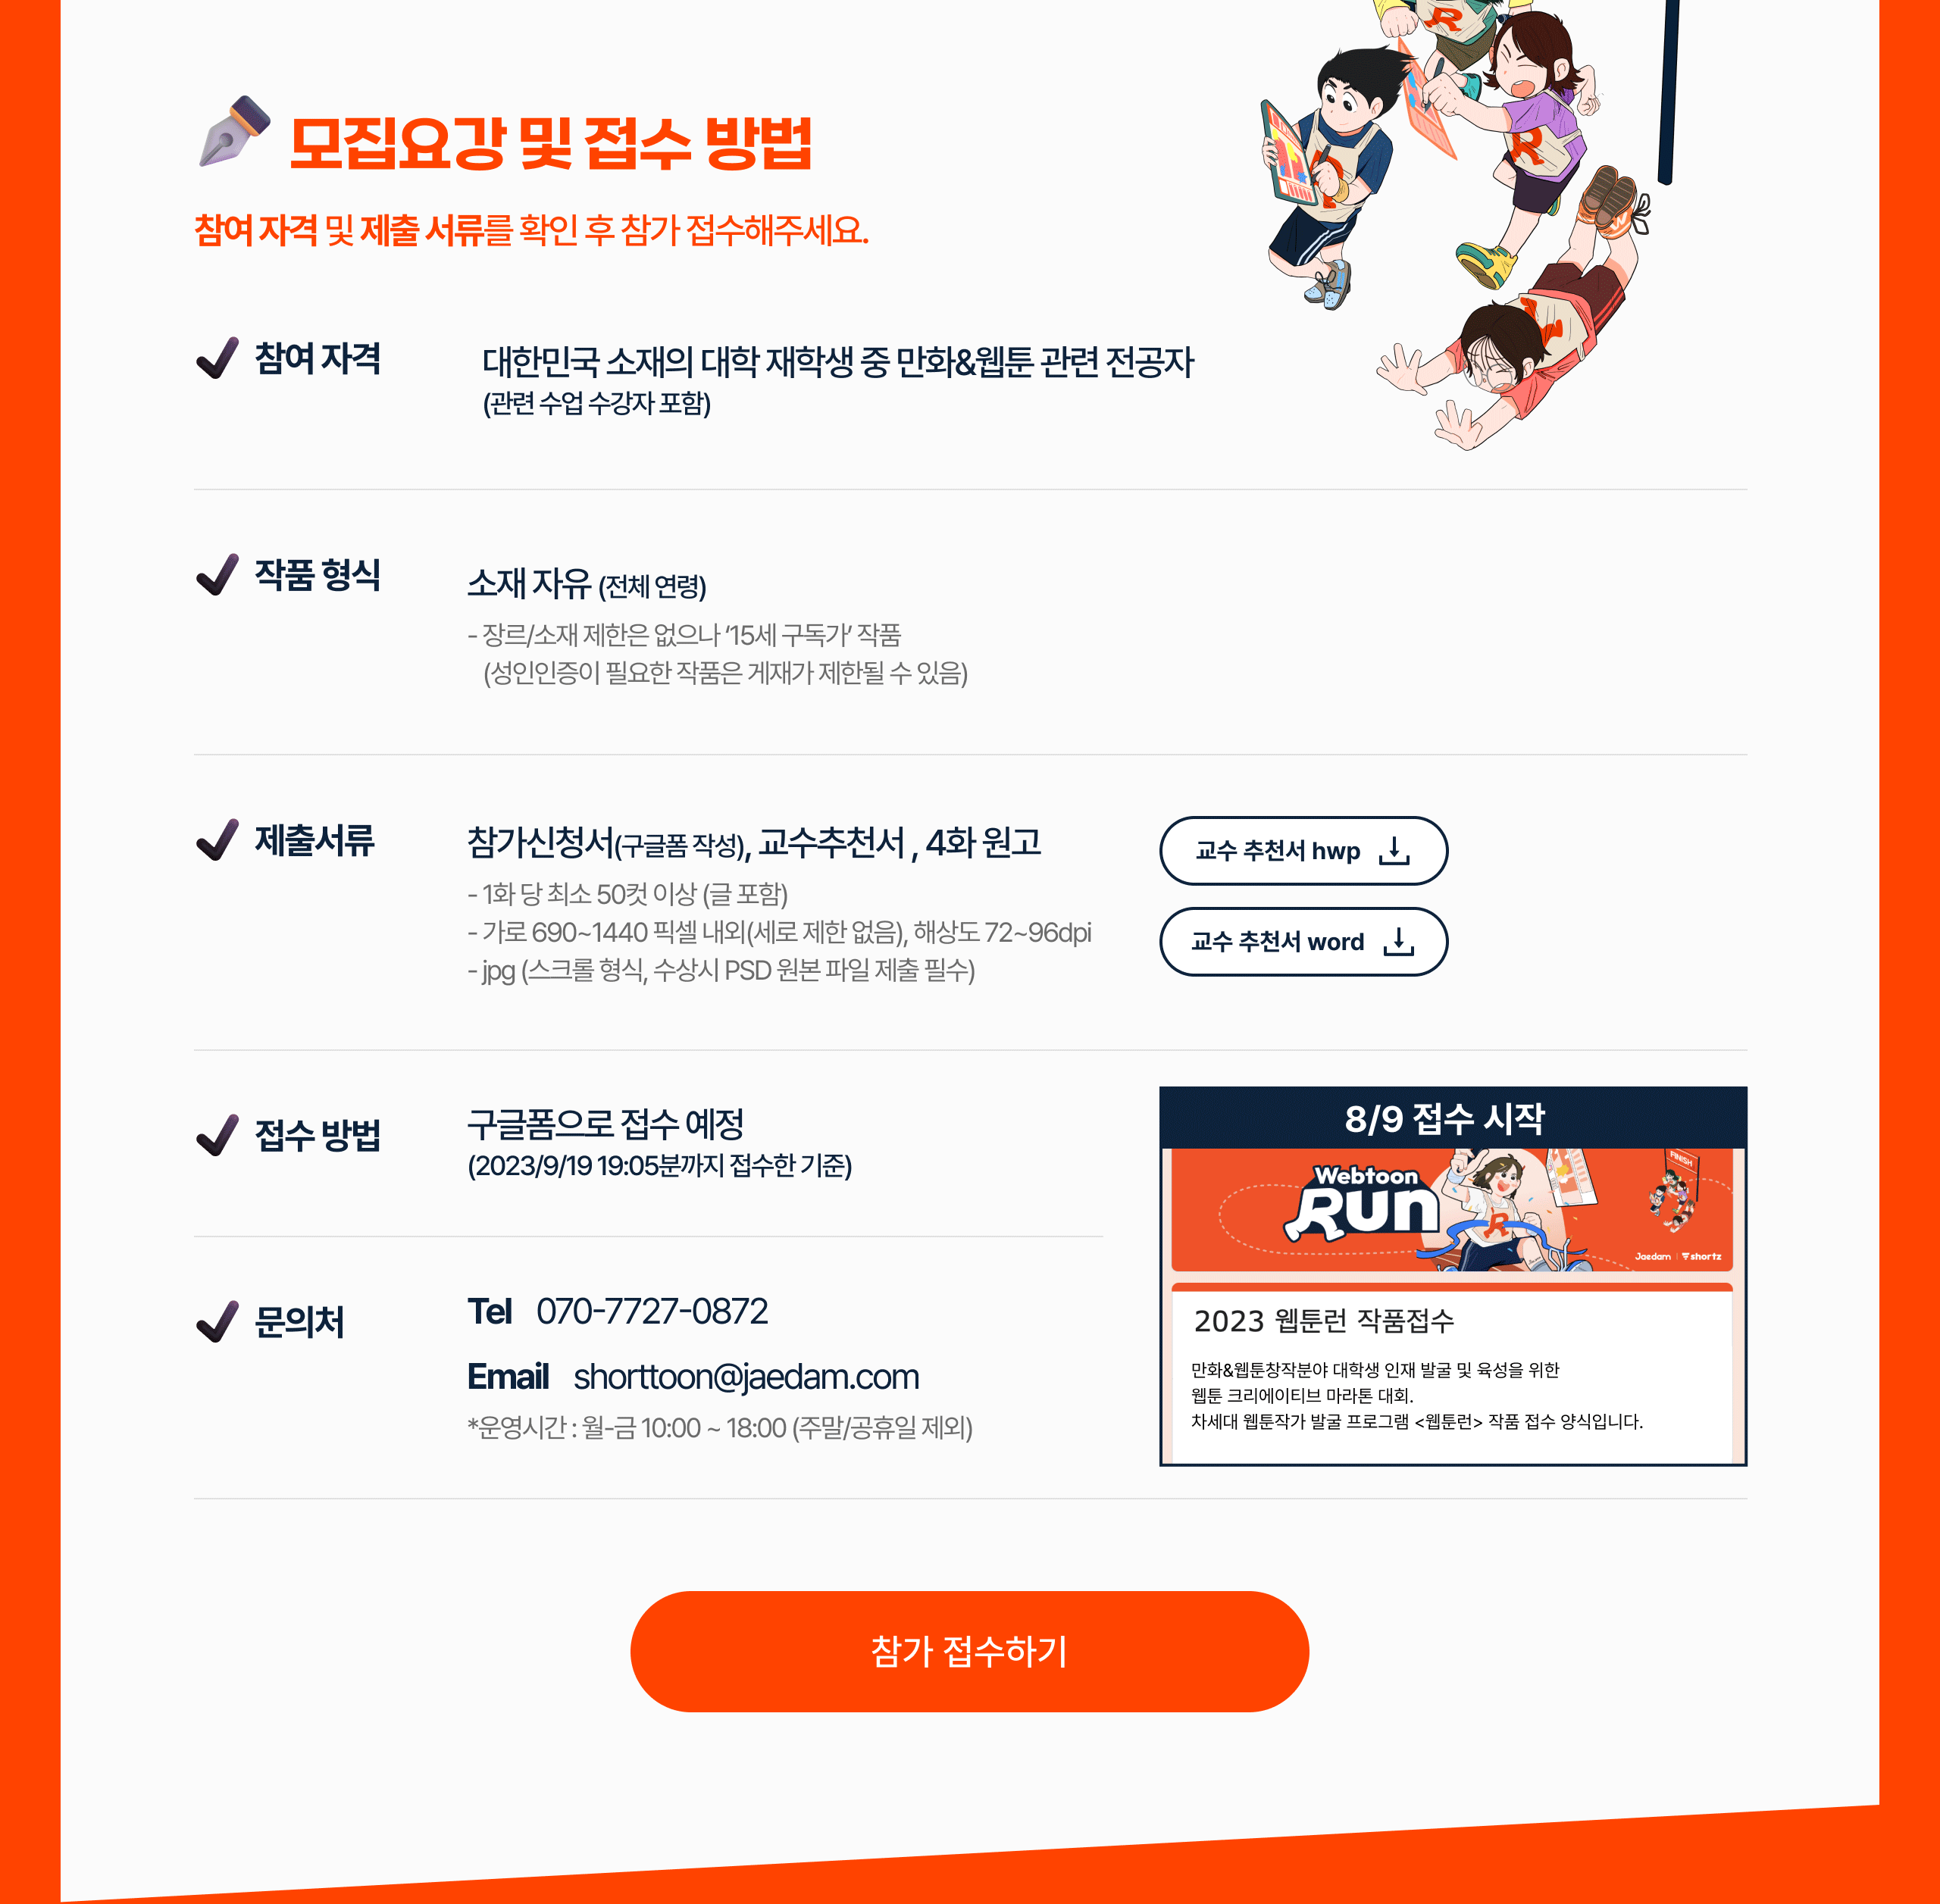 모집요강 및 접수 방법
참여 자격 및 제출 서류를 확인 후 참가 접수해주세요.
참여 자격
대한민국 소재의 대학 재학생 중 만화&웹툰 관련 전공자
(관련 수업 수강자 포함)
작품 형식
소재 자유 (전체 연령)
- 장르/소재 제한은 없으나 ‘15세 구독가’ 작품
(성인인증이 필요한 작품은 게재가 제한될 수 있음)
제출서류
참가신청서(구글폼 작성), 교수추천서 , 4화 원고
- 1화 당 최소 50컷 이상 (글 포함)
- 가로 690~1440 픽셀 내외(세로 제한 없음), 해상도 72~96dpi
- jpg (스크롤 형식, 수상시 PSD 원본 파일 제출 필수)
교수 추천서 hwp
교수 추천서 word
접수 방법
구글폼으로 접수 예정
(2023/9/19 19:05분까지 접수한 기준)
문의처
Tel 070-7727-0872
Email shorttoon@jaedam.com
*운영시간 : 월-금 10:00 ~ 18:00 (주말/공휴일 제외)
8/9 접수 시작
Webtoon
Run
R
FINISH
Jaedam | shortz
2023 웹툰런 작품접수
만화&웹툰창작분야 대학생 인재 발굴 및 육성을 위한
웹툰 크리에이티브 마라톤 대회.
차세대 웹툰작가 발굴 프로그램 <웹툰런> 작품 접수 양식입니다.
참가 접수하기